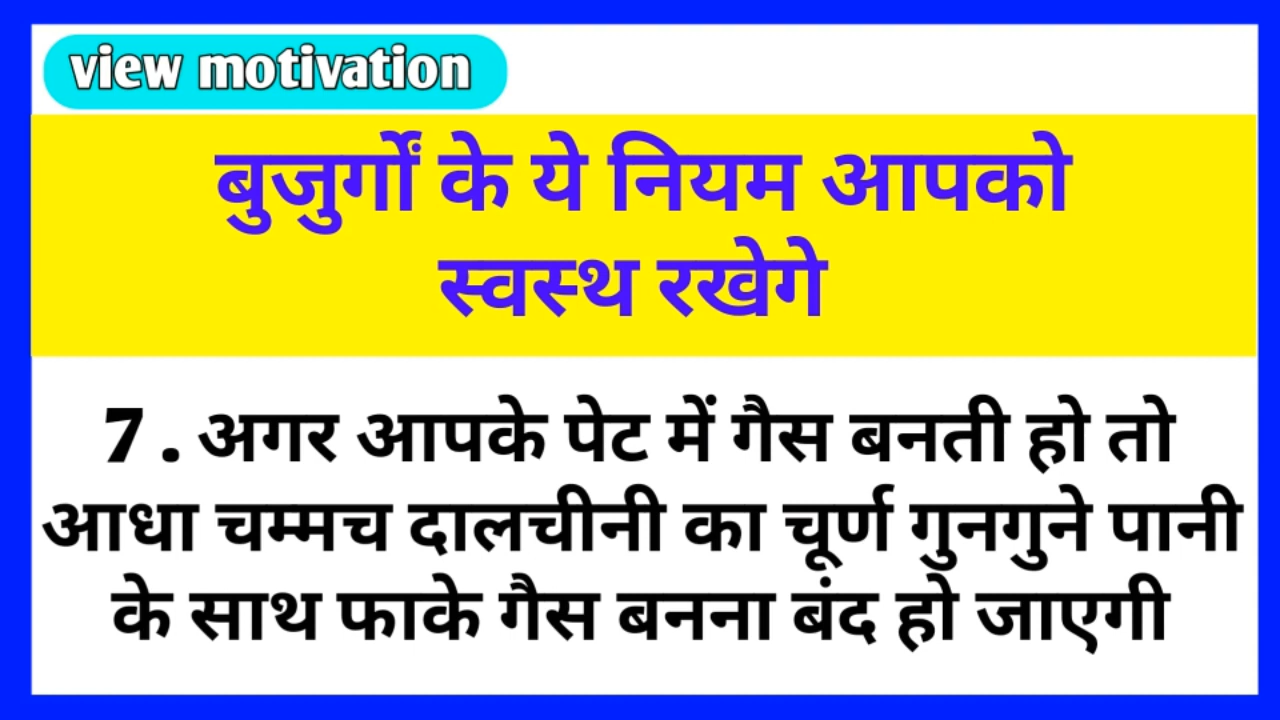 view motivation
बुजुर्गों के ये नियम आपको
स्वस्थ रखेगे
7 . अगर आपके पेट में गैस बनती हो तो
आधा चम्मच दालचीनी का चूर्ण गुनगुने पानी
के साथ फाके गैस बनना बंद हो जाएगी